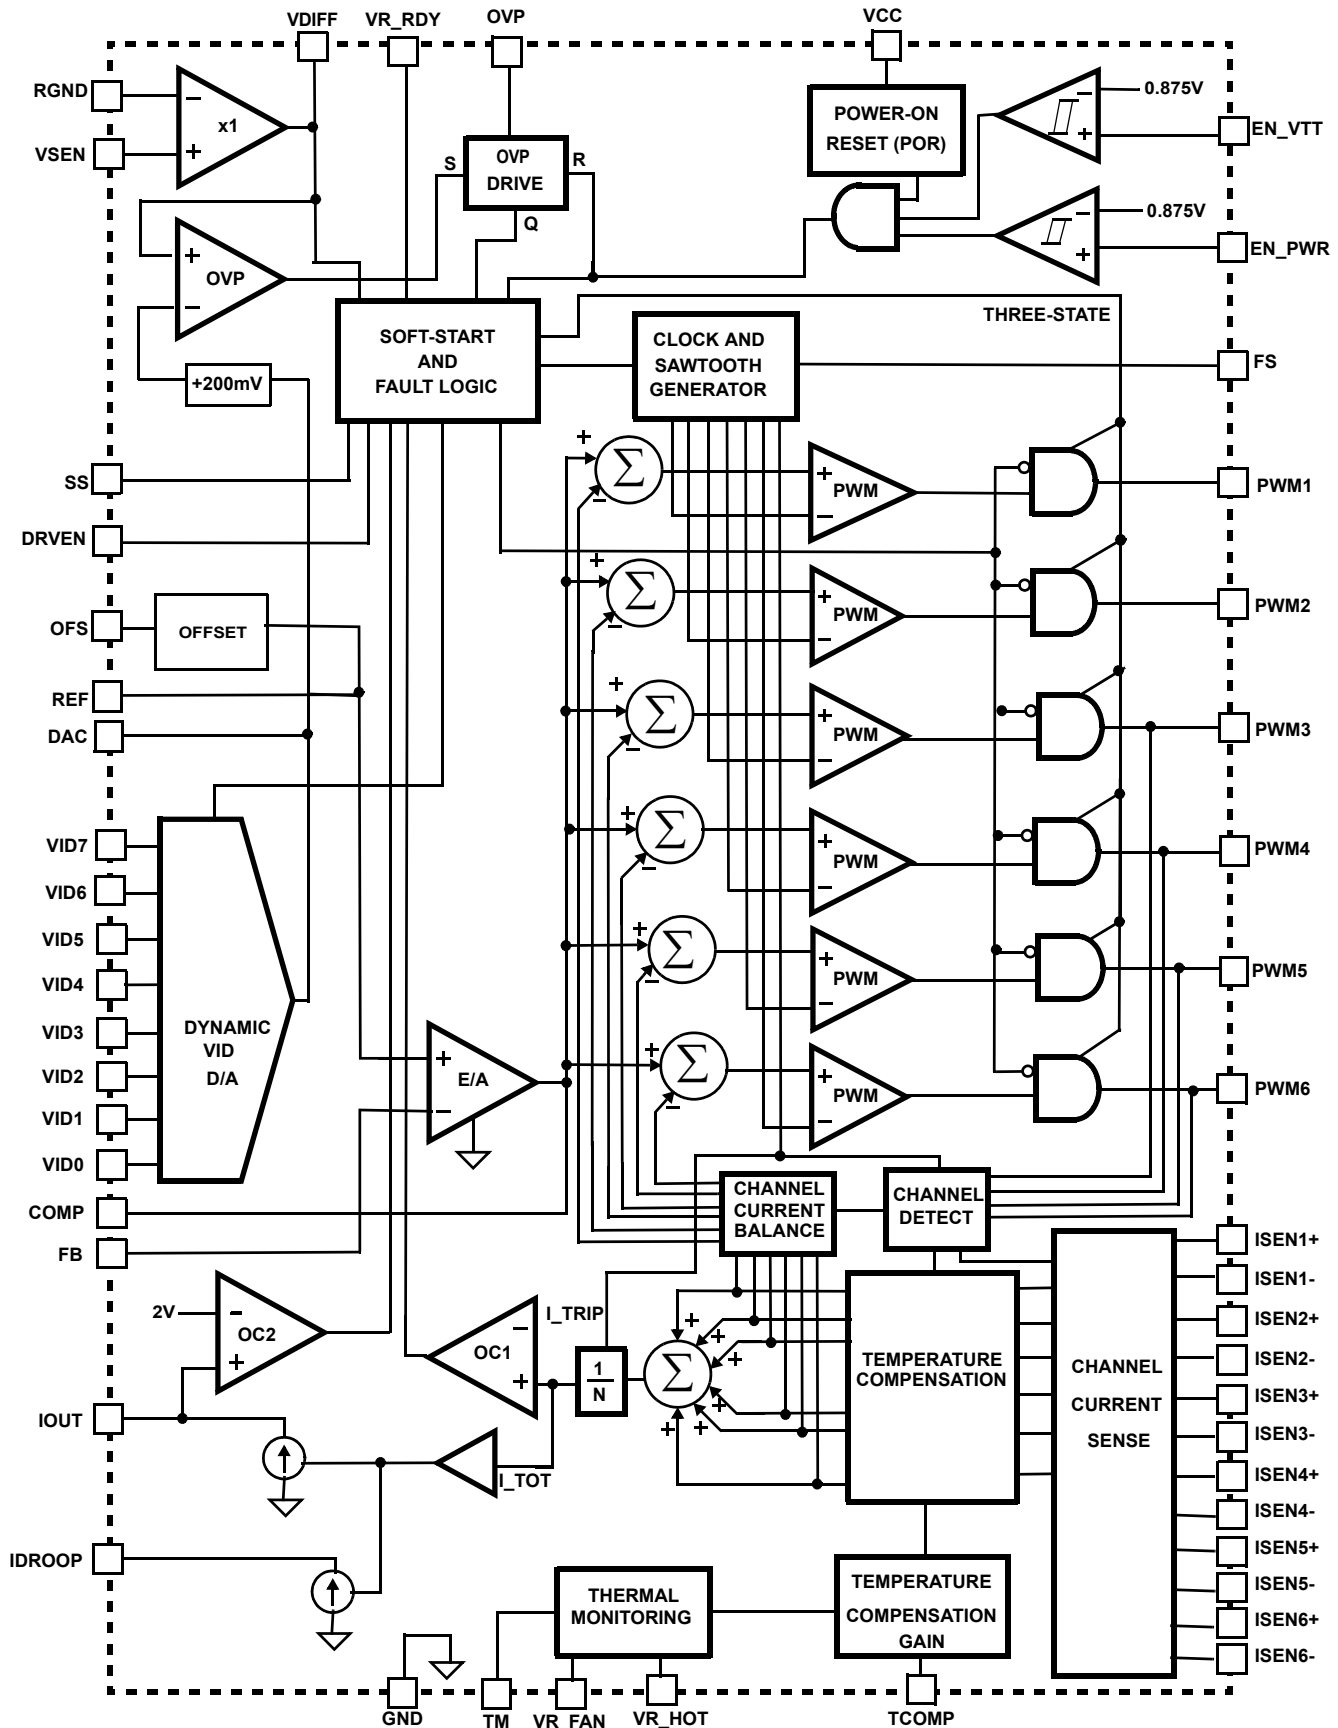 VDIFF VR_RDY OVP VCC
RGND
VSEN
−
x1
+
S
OVP
DRIVE
R
Q
POWER-ON
RESET (POR)
−
+
0.875V
EN_VTT
−
+
0.875V
EN_PWR
+
OVP
−
+200mV
SOFT-START
AND
FAULT LOGIC
CLOCK AND
SAWTOOTH
GENERATOR
THREE-STATE
FS
SS
DRVEN
OFS
OFFSET
REF
DAC
+
Σ
−
+
PWM
−
PWM1
+
Σ
−
+
PWM
−
PWM2
+
Σ
−
+
PWM
−
PWM3
+
Σ
−
+
PWM
−
PWM4
+
Σ
−
+
PWM
−
PWM5
+
Σ
−
+
PWM
−
PWM6
VID7
VID6
VID5
VID4
VID3
VID2
VID1
VID0
DYNAMIC
VID
D/A
+
E/A
−
COMP
FB
CHANNEL
CURRENT
BALANCE
CHANNEL
DETECT
2V
−
OC2
+
−
OC1
+
I_TRIP
1
N
+
+
+
Σ
+
+
+
TEMPERATURE
COMPENSATION
CHANNEL
CURRENT
SENSE
ISEN1+
ISEN1-
ISEN2+
ISEN2-
ISEN3+
ISEN3-
ISEN4+
ISEN4-
ISEN5+
ISEN5-
ISEN6+
ISEN6-
IOUT
I_TOT
IDROOP
THERMAL
MONITORING
TEMPERATURE
COMPENSATION
GAIN
GND TM VR_FAN VR_HOT TCOMP